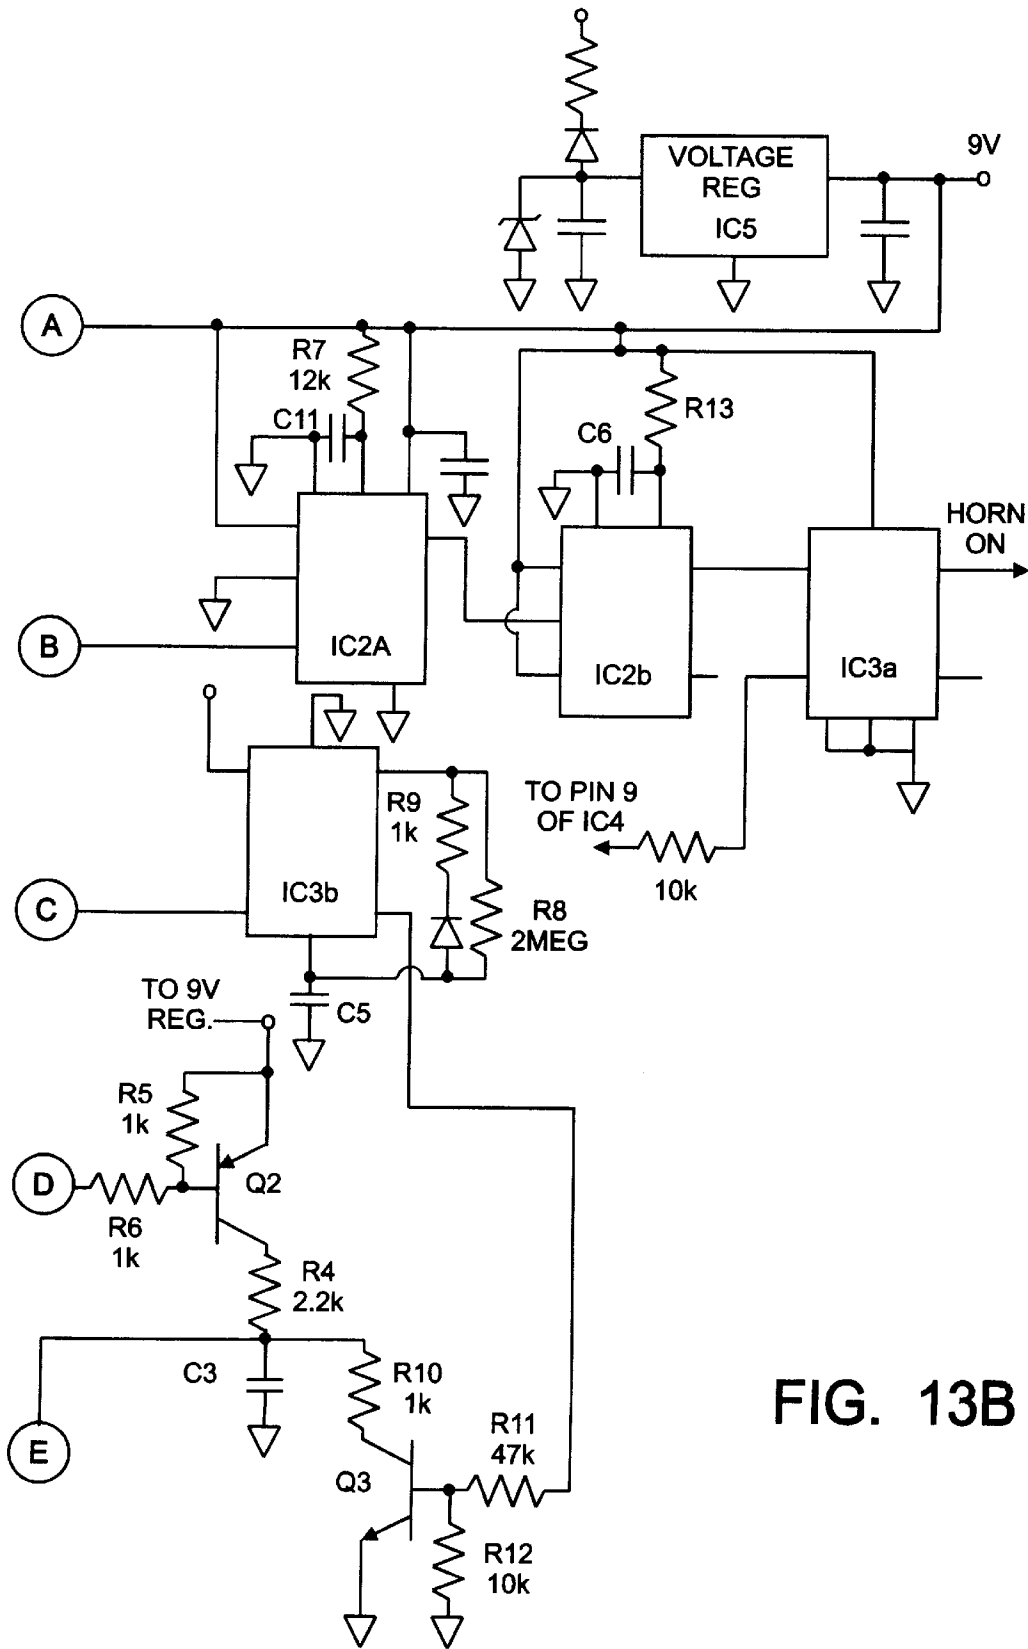 9V
VOLTAGE
REG
IC5
A
R7
12k
C11
R13
C6
HORN
ON
B
IC2A
IC2b
IC3a
R9
1k
TO PIN 9
OF IC4
10k
C
IC3b
R8
2MEG
TO 9V
REG.
C5
R5
1k
D
Q2
R6
1k
R4
2.2k
C3
R10
1k
E
R11
47k
Q3
R12
10k
FIG. 13B